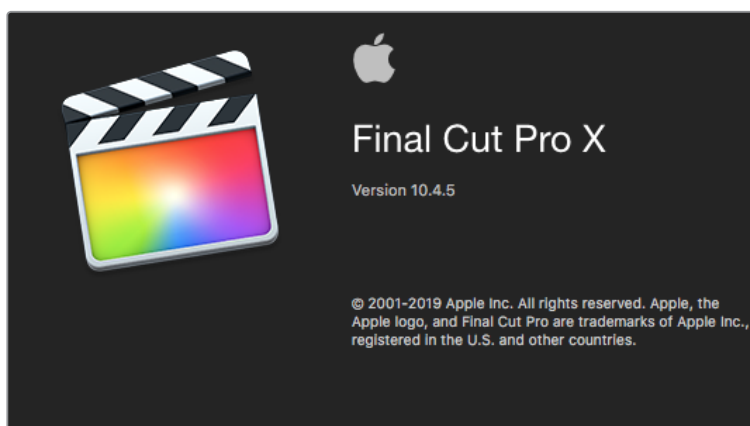 Final Cut Pro X
Version 10.4.5
© 2001-2019 Apple Inc. All rights reserved. Apple, the
Apple logo, and Final Cut Pro are trademarks of Apple Inc.,
registered in the U.S. and other countries.